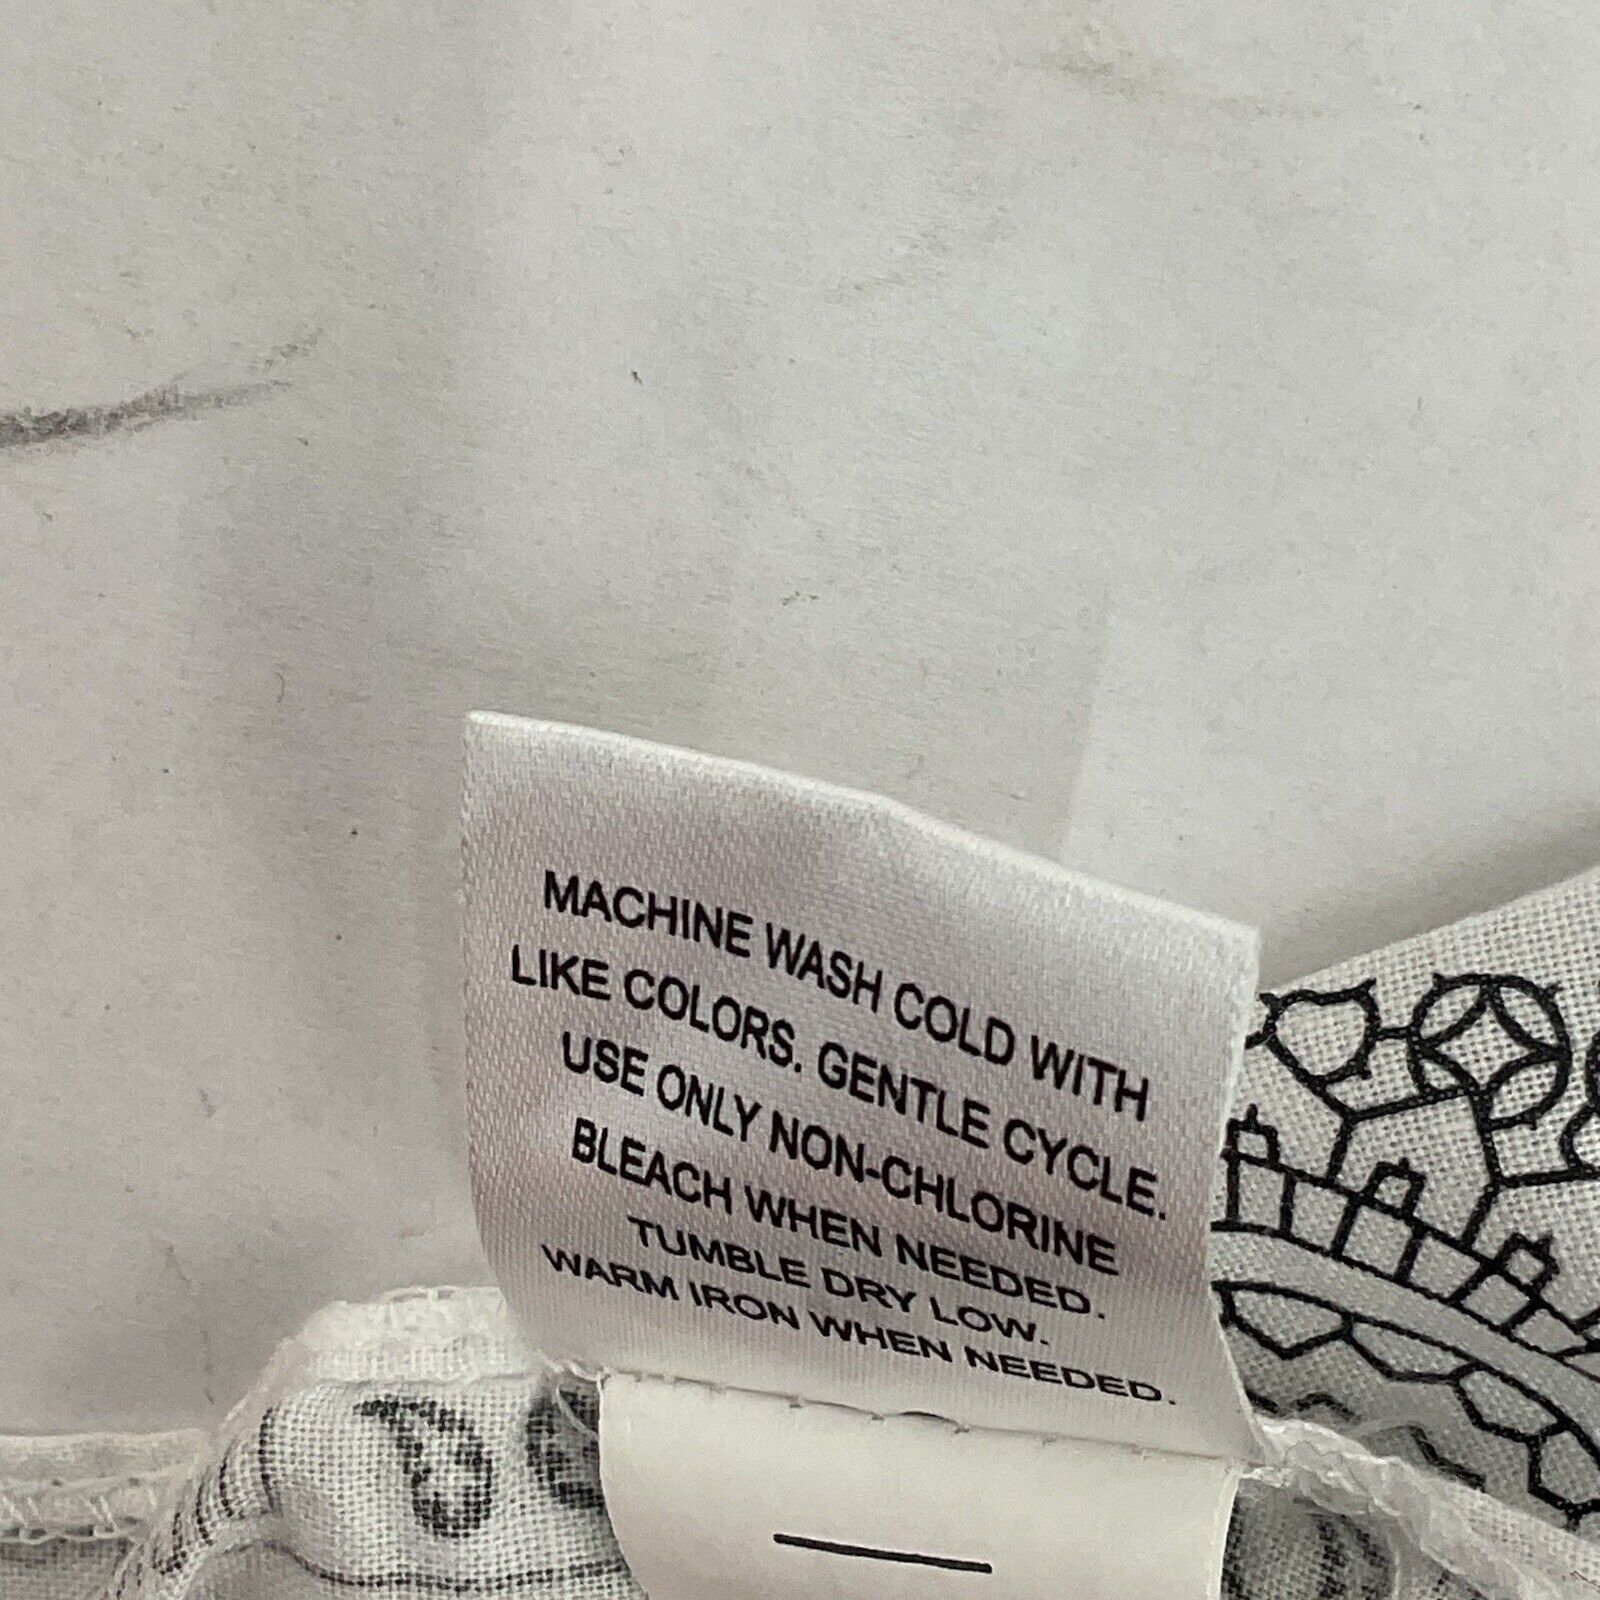 MACHINE WASH COLD WITH
LIKE COLORS. GENTLE CYCLE.
USE ONLY NON-CHLORINE
BLEACH WHEN NEEDED.
TUMBLE DRY LOW.
WARM IRON WHEN NEEDED.